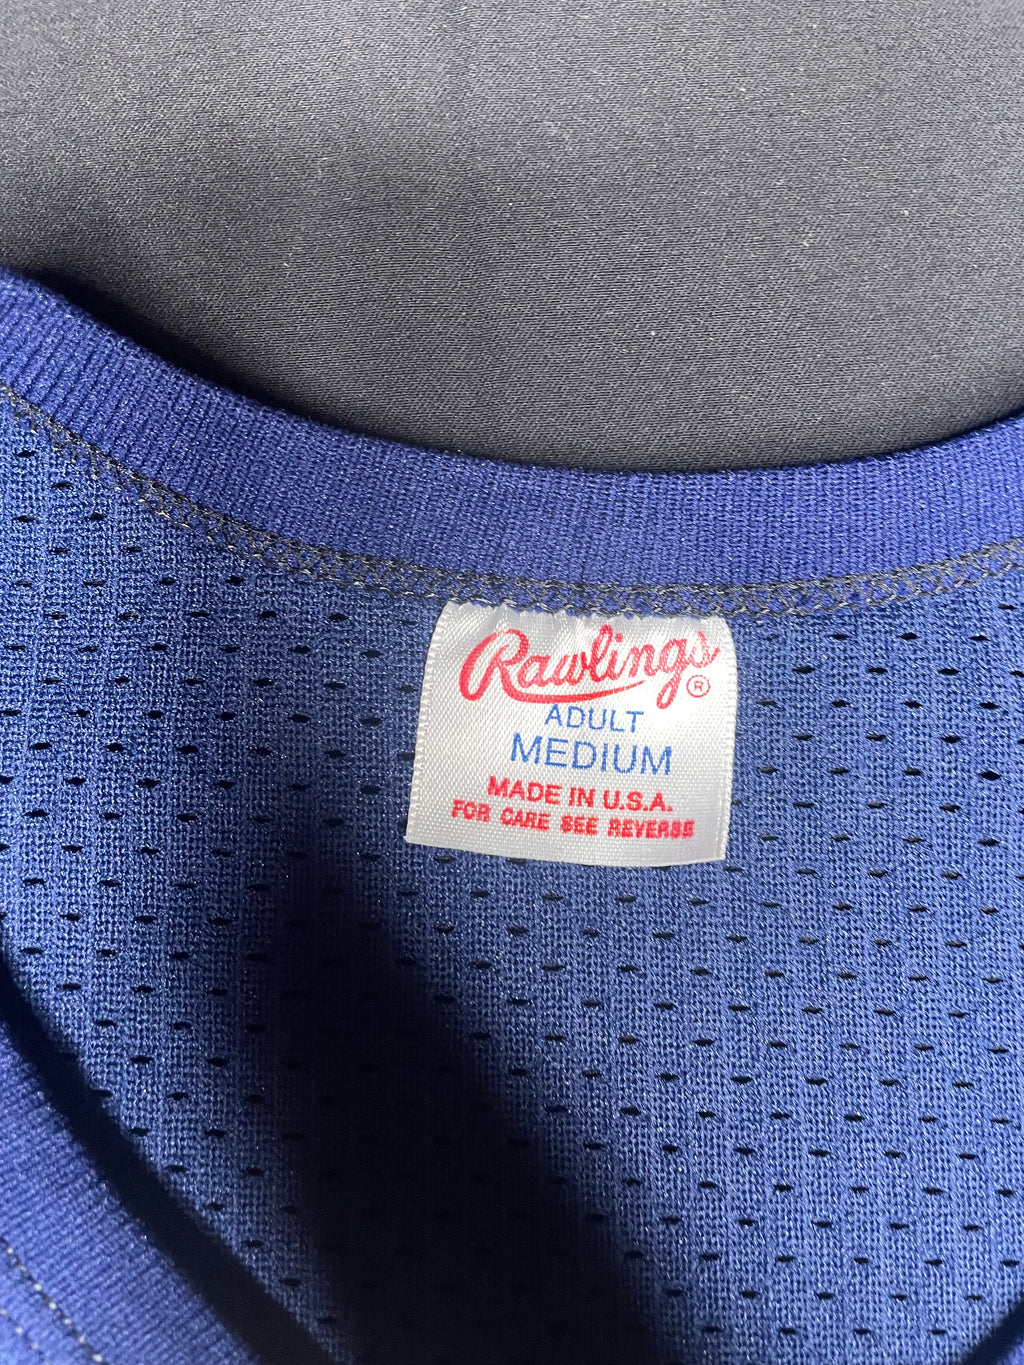 Rawlings®
ADULT
MEDIUM
MADE IN U.S.A.
FOR CARE SEE REVERSE